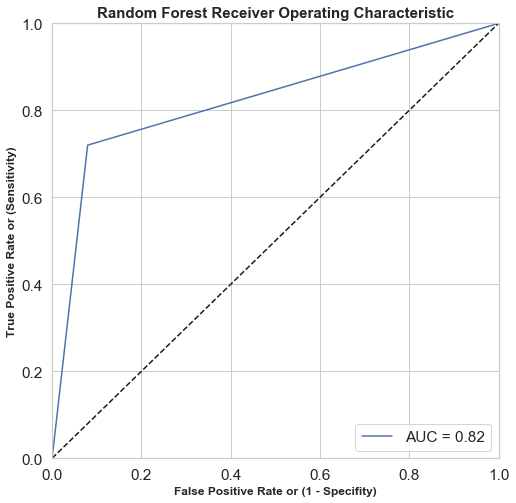 Random Forest Receiver Operating Characteristic
1.0
0.8
0.6
0.4
0.2
0.0
True Positive Rate or (Sensitivity)
AUC = 0.82
0.0 0.2 0.4 0.6 0.8 1.0
False Positive Rate or (1 - Specifity)